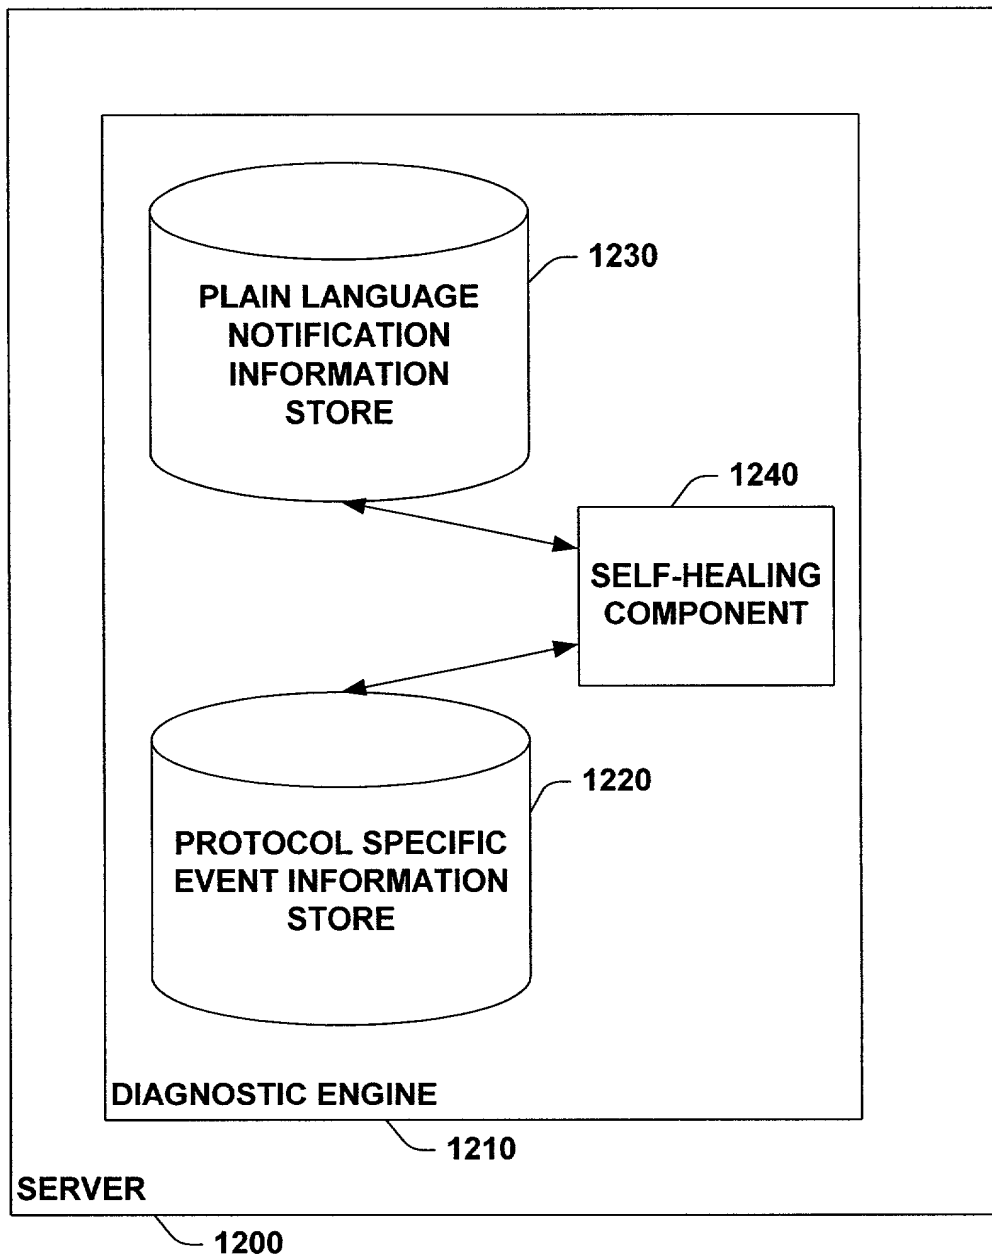 1230
PLAIN LANGUAGE
NOTIFICATION
INFORMATION
STORE
1240
SELF-HEALING
COMPONENT
1220
PROTOCOL SPECIFIC
EVENT INFORMATION
STORE
DIAGNOSTIC ENGINE
1210
SERVER
1200